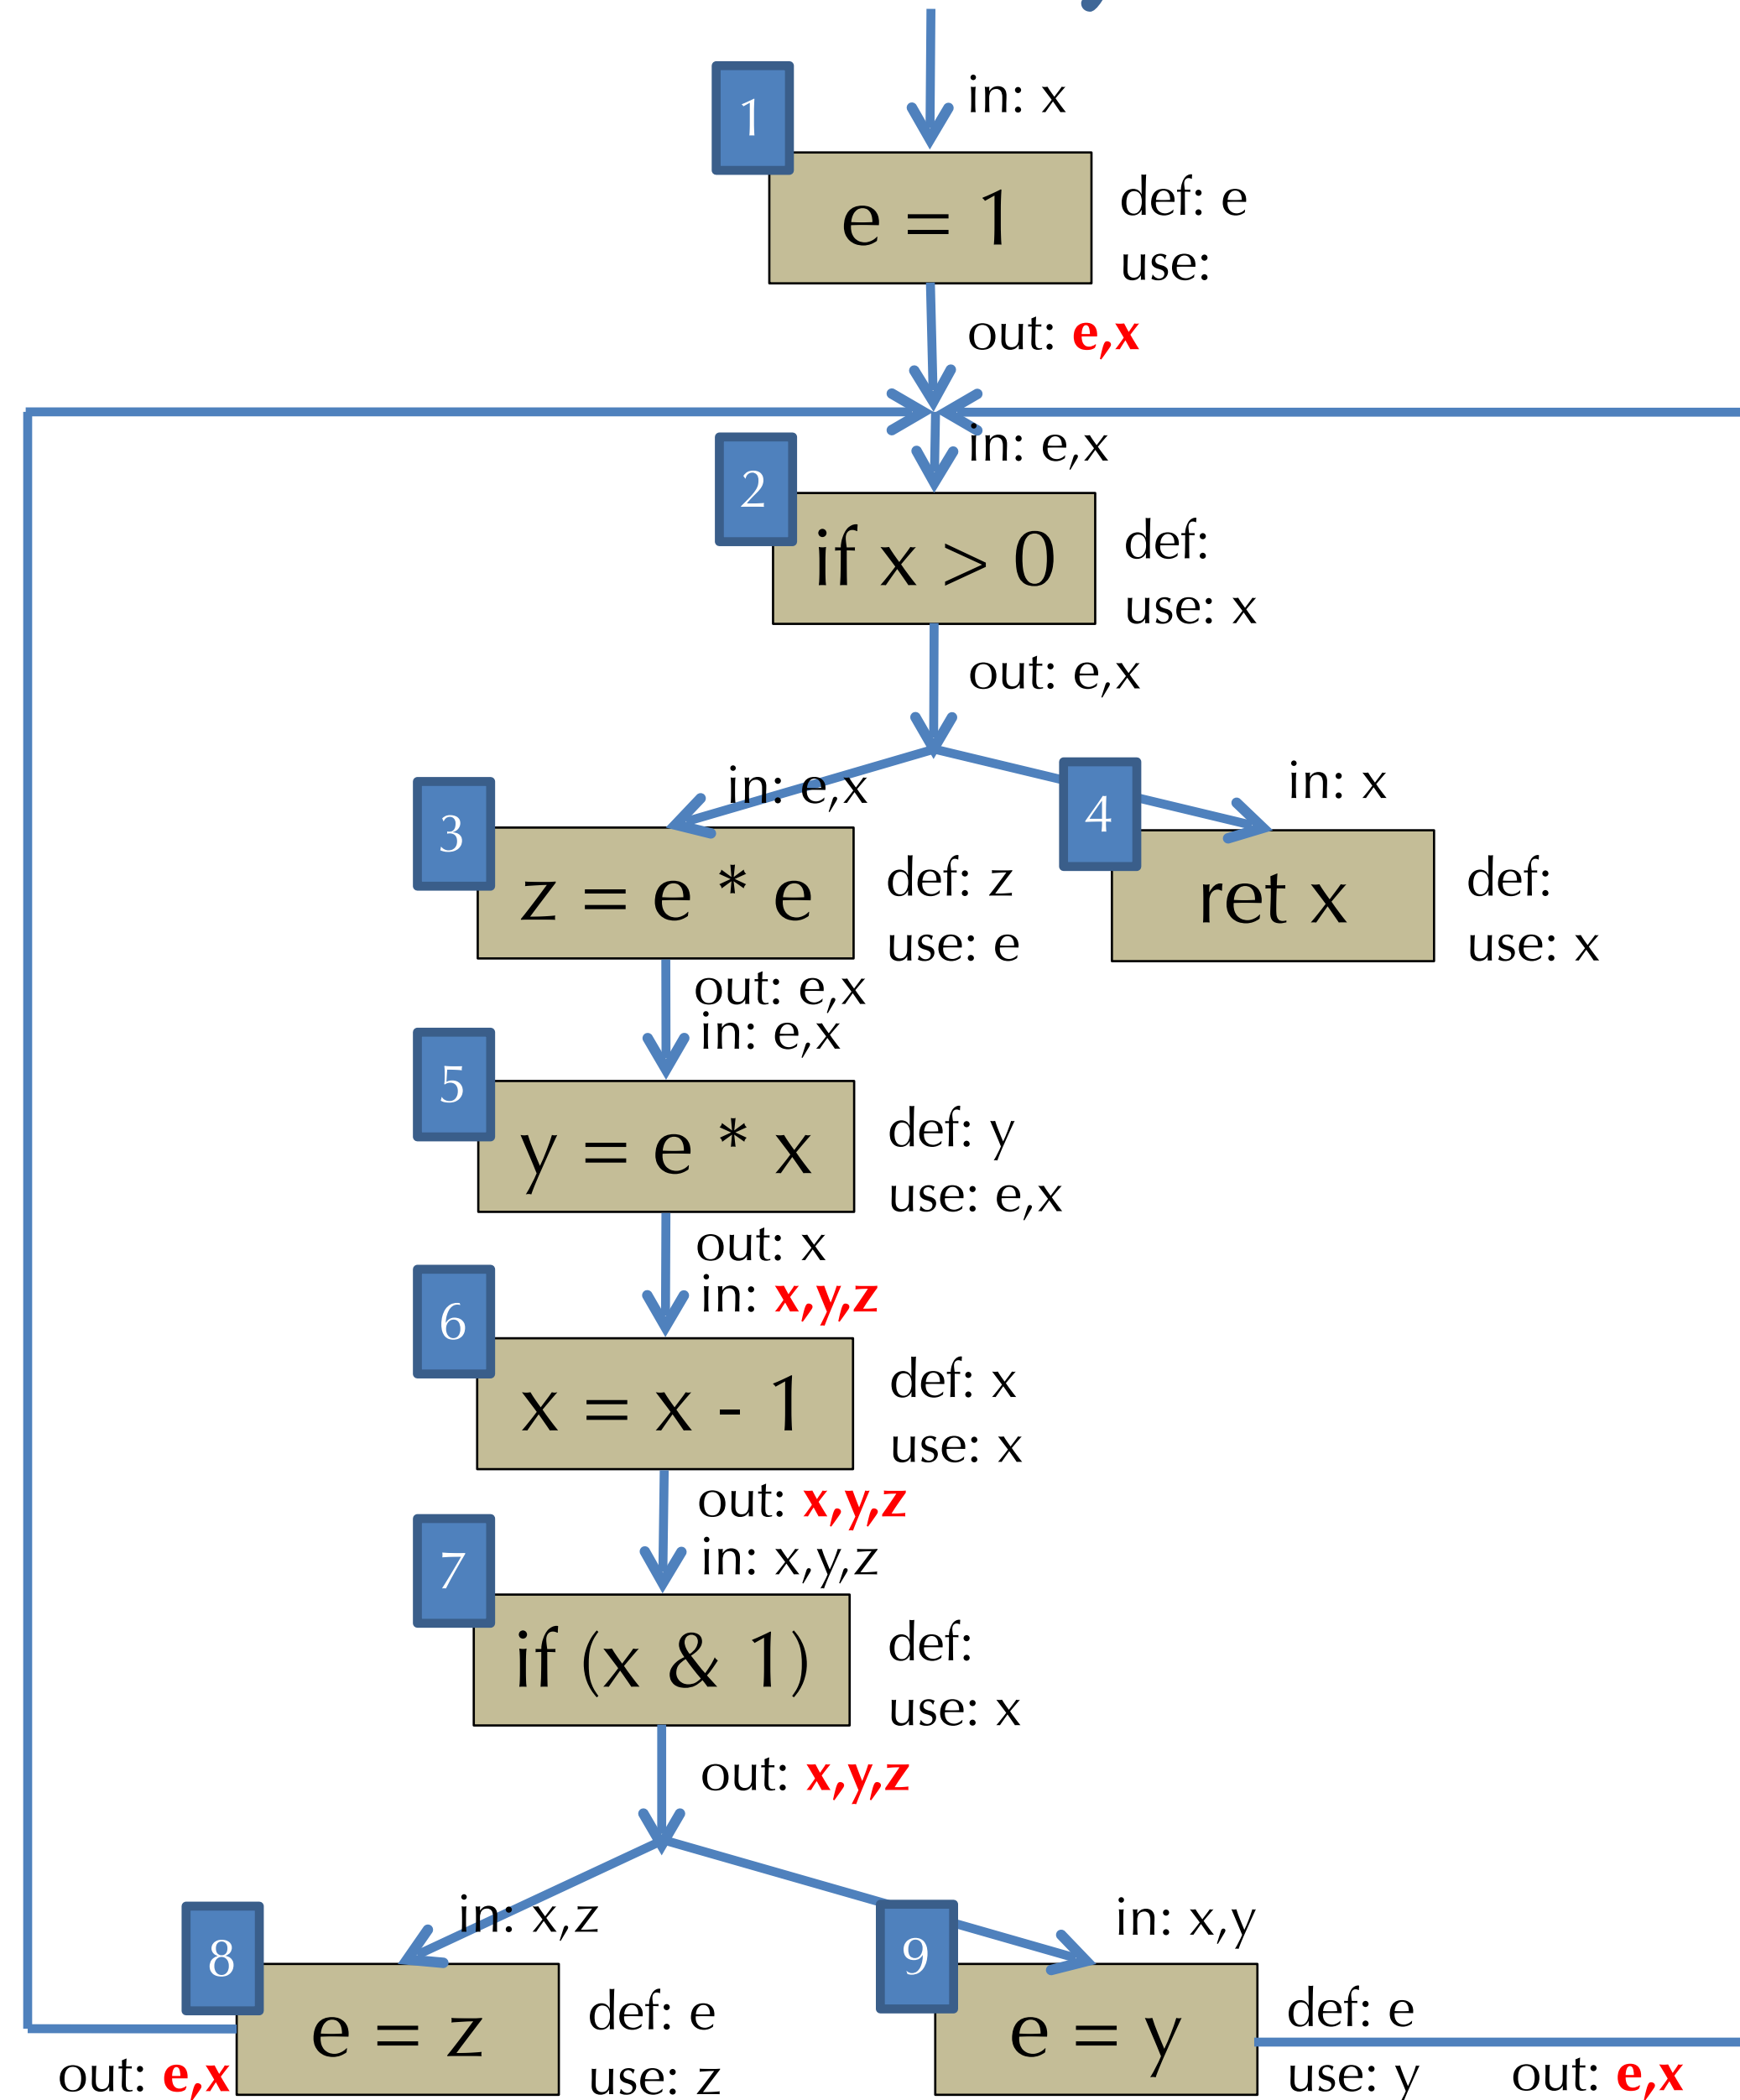 1
in: x
e = 1
def: e
use:
out: e,x
in: e,x
2
if x > 0
def:
use: x
out: e,x
in: e,x
3
z = e * e
def: z
use: e
in: x
4
ret x
def:
use: x
out: e,x
in: e,x
5
y = e * x
def: y
use: e,x
out: x
in: x,y,z
6
x = x - 1
def: x
use: x
out: x,y,z
in: x,y,z
7
if (x & 1)
def:
use: x
out: x,y,z
in: x,z
8
e = z
def: e
use: z
out: e,x
in: x,y
9
e = y
def: e
use: y
out: e,x